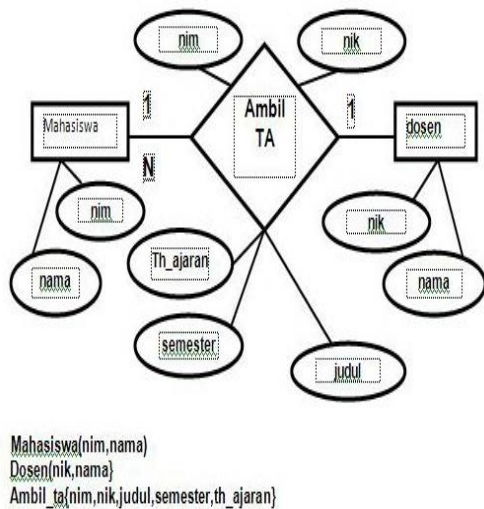 nim
nik
Mahasiswa
1
Ambil
TA
1
dosen
N
nim
nik
Th_ajaran
nama
nama
semester
judul
Mahasiswa(nim,nama)
Dosen(nik,nama}
Ambil_ta{nim,nik,judul,semester,th_ajaran}